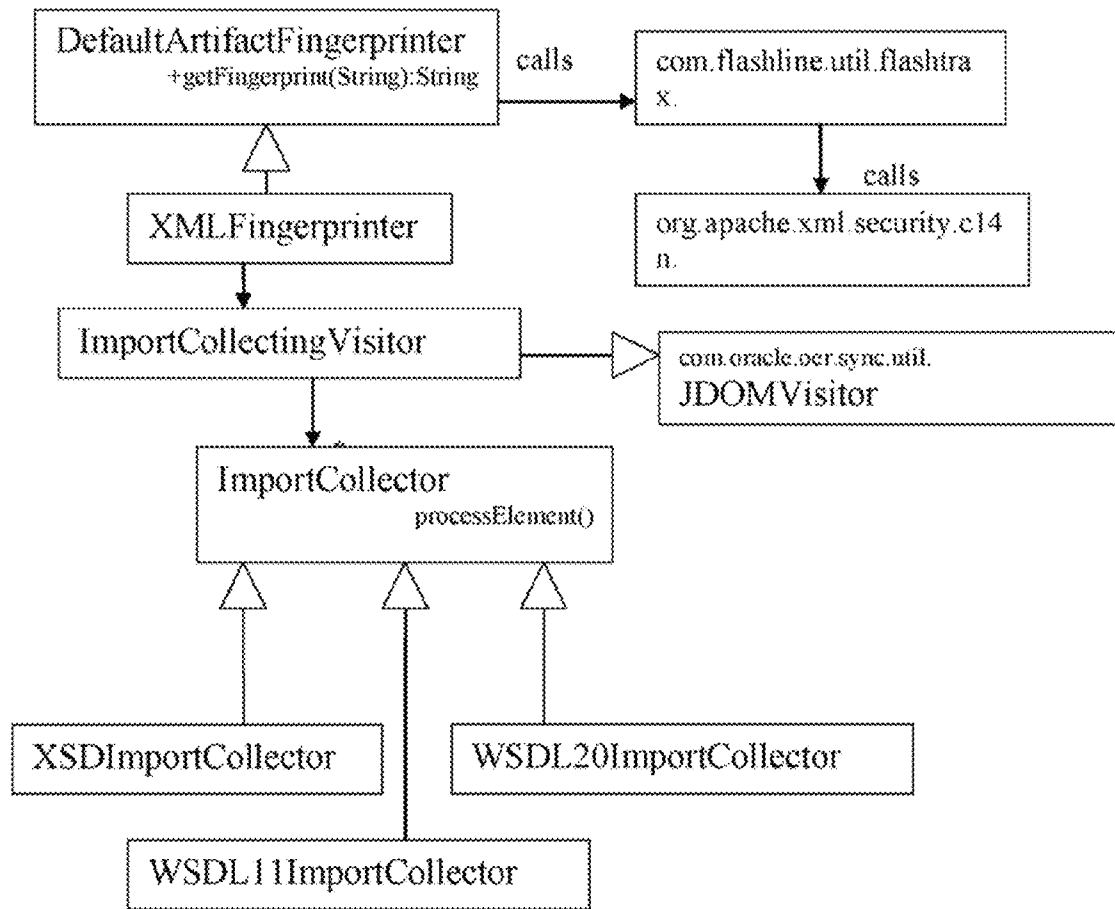 DefaultArtifactFingerprinter
+getFingerprint(String):String
calls
com.flashline.util.flashtra
x.
calls
XMLFingerprinter
org.apache.xml.security.c14
n.
ImportCollectingVisitor
com.oracle.oer.sync.util.
JDOMVisitor
*
ImportCollector
processElement()
XSDImportCollector
WSDL20ImportCollector
WSDL11ImportCollector